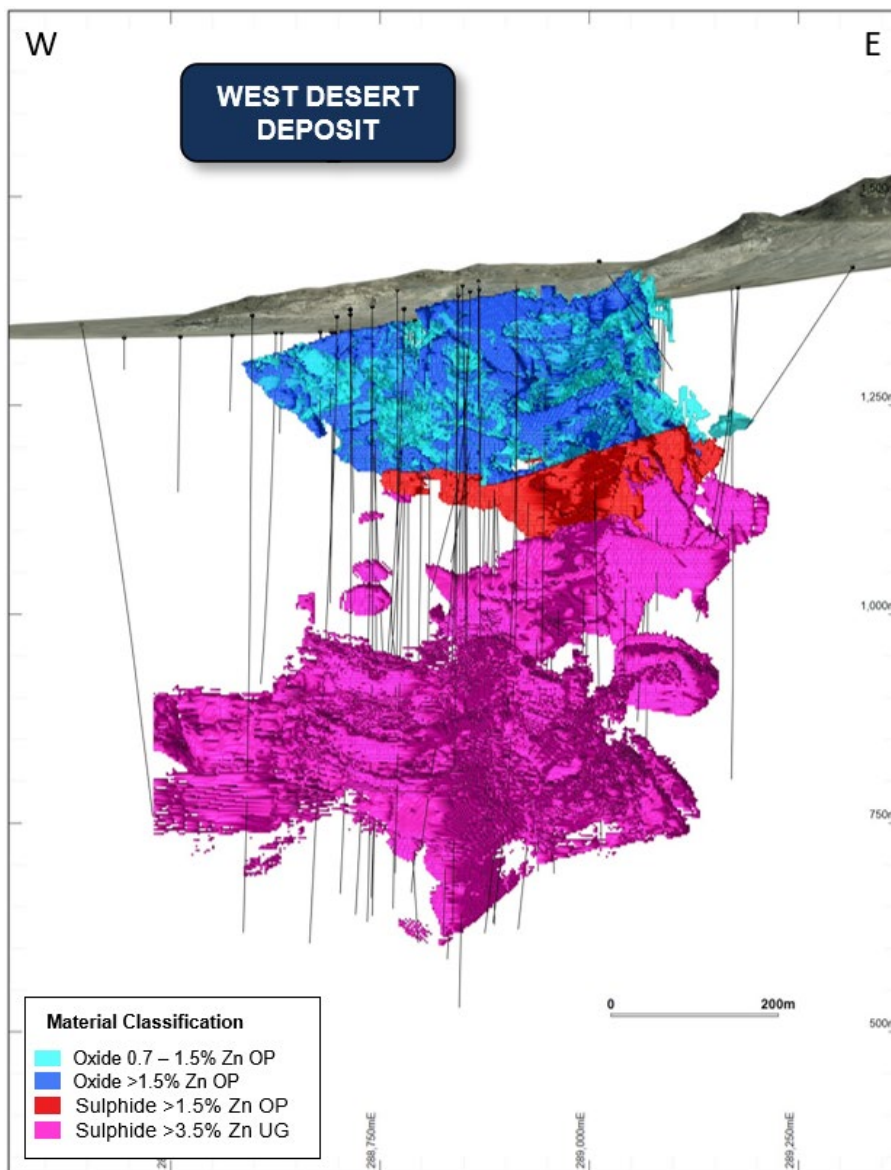 W
E
WEST DESERT
DEPOSIT
1,500m
1,250m
1,000m
750m
500m
0
200m
Material Classification
Oxide 0.7 – 1.5% Zn OP
Oxide >1.5% Zn OP
Sulphide >1.5% Zn OP
Sulphide >3.5% Zn UG
288,750mE
289,000mE
289,250mE